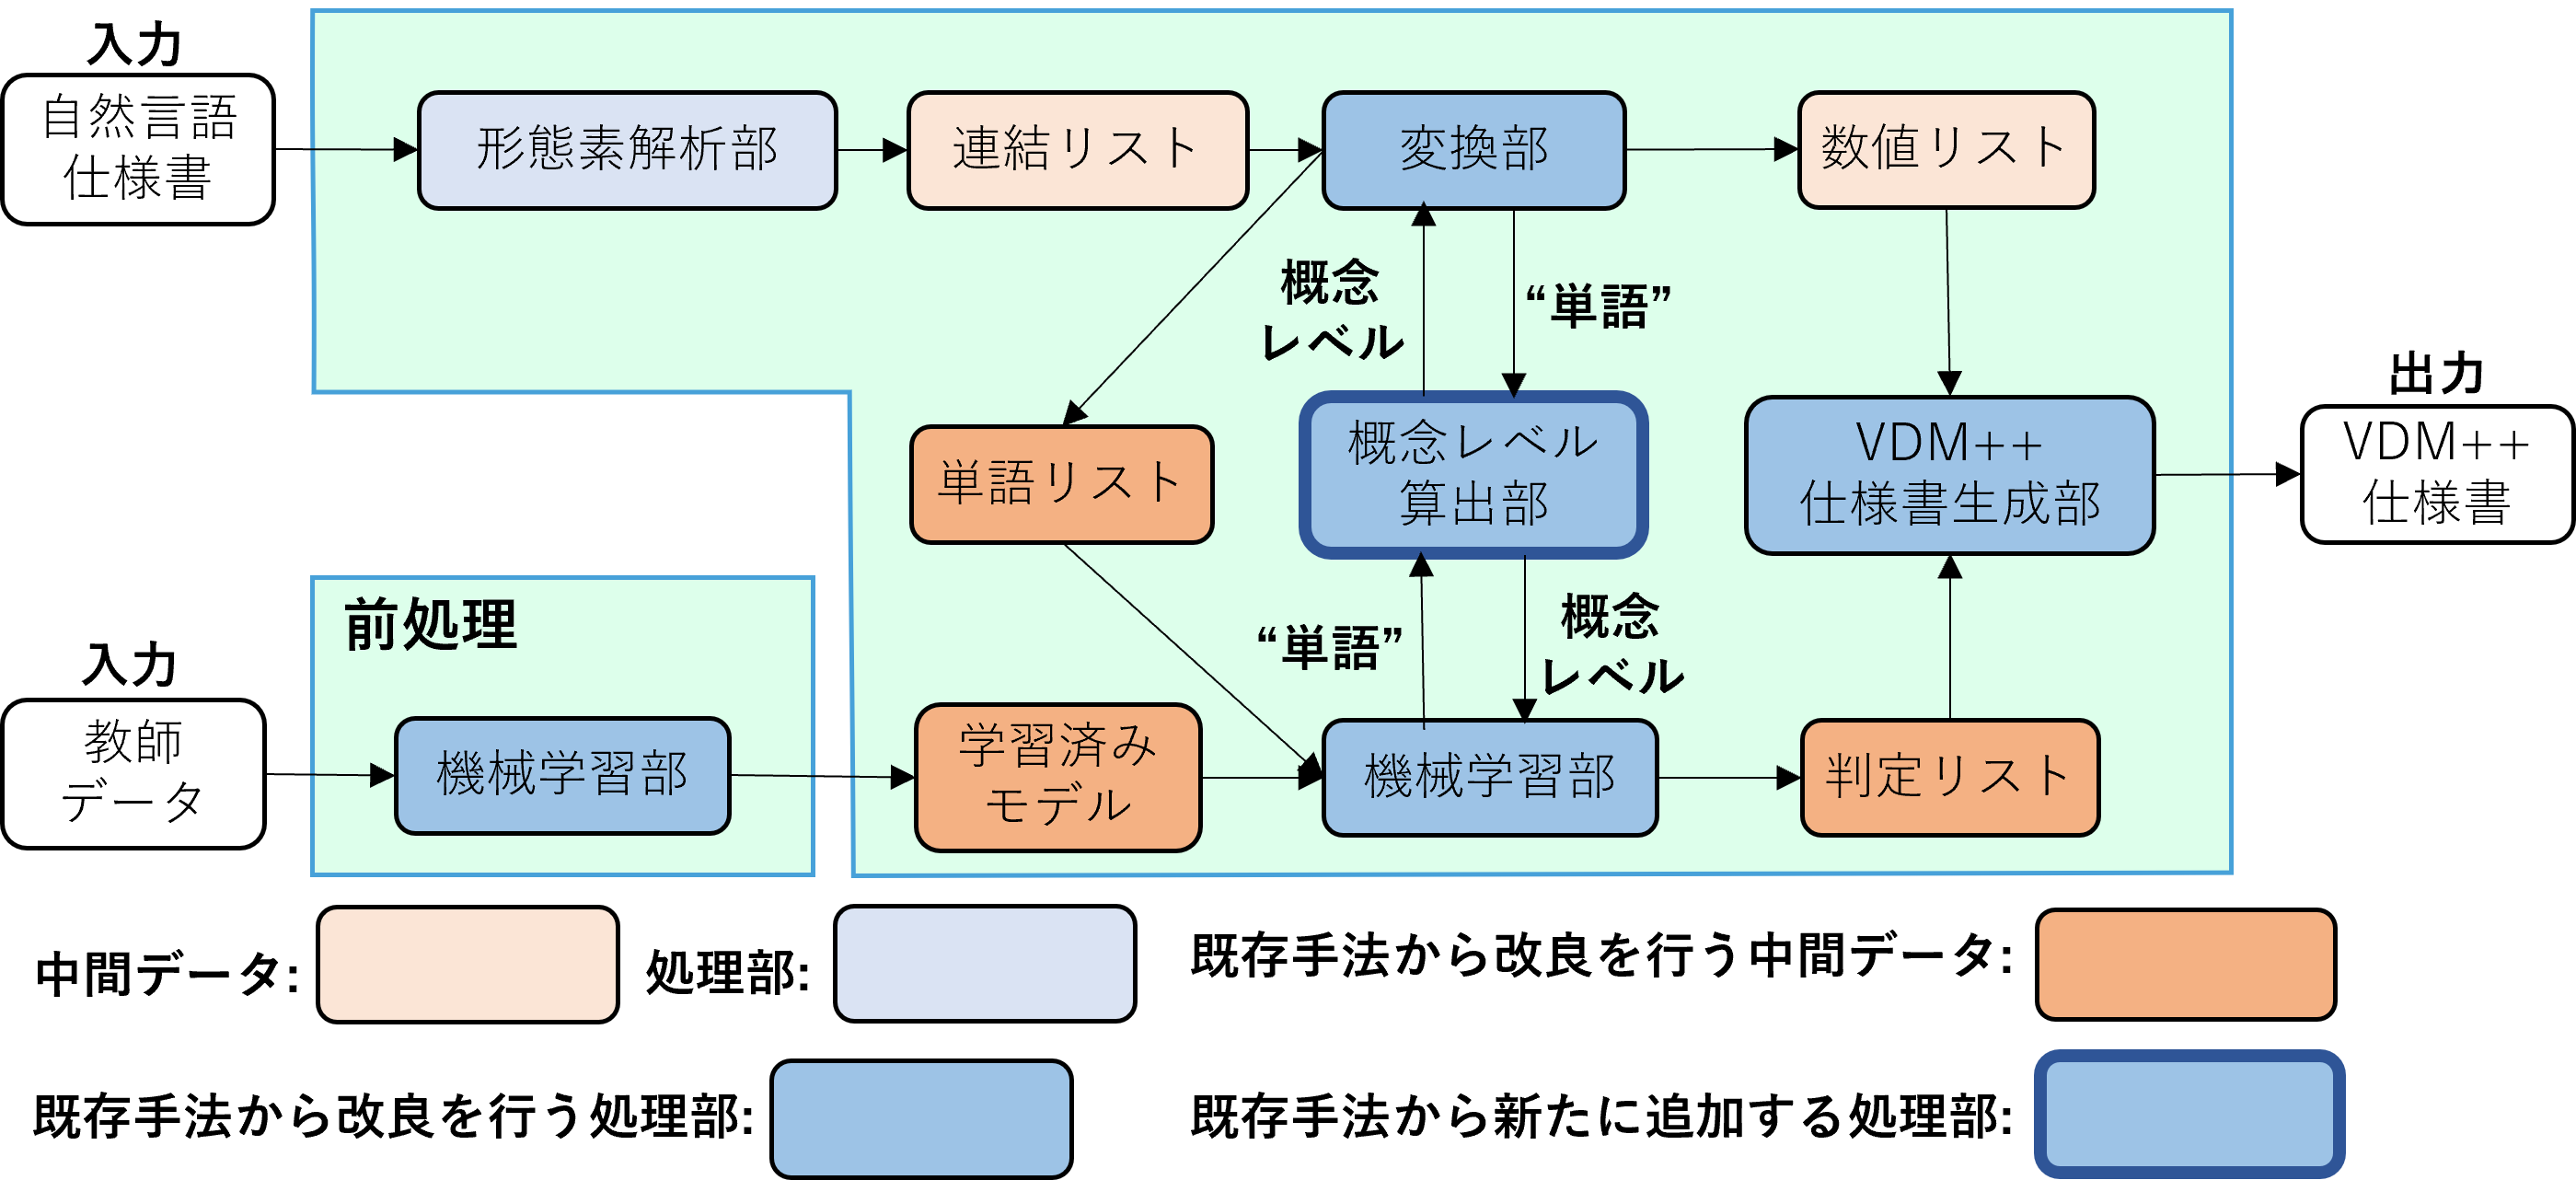 入力
自然言語
仕様書
形態素解析部
連結リスト
変換部
数値リスト
概念
レベル
“単語”
単語リスト
概念レベル
算出部
VDM++
仕様書生成部
出力
VDM++
仕様書
前処理
“単語”
概念
レベル
入力
教師
データ
機械学習部
学習済み
モデル
機械学習部
判定リスト
中間データ:
処理部:
既存手法から改良を行う中間データ:
既存手法から改良を行う処理部:
既存手法から新たに追加する処理部: